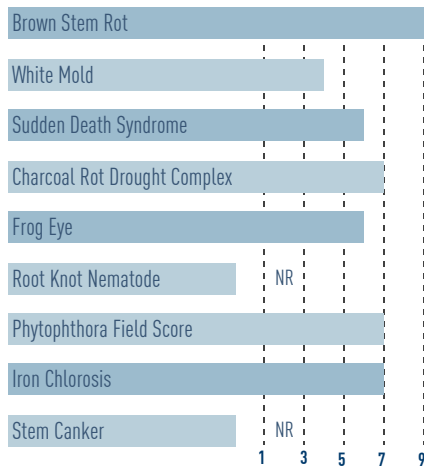 Brown Stem Rot
White Mold
Sudden Death Syndrome
Charcoal Rot Drought Complex
Frog Eye
Root Knot Nematode NR
Phytophthora Field Score
Iron Chlorosis
Stem Canker NR
1 3 5 7 9